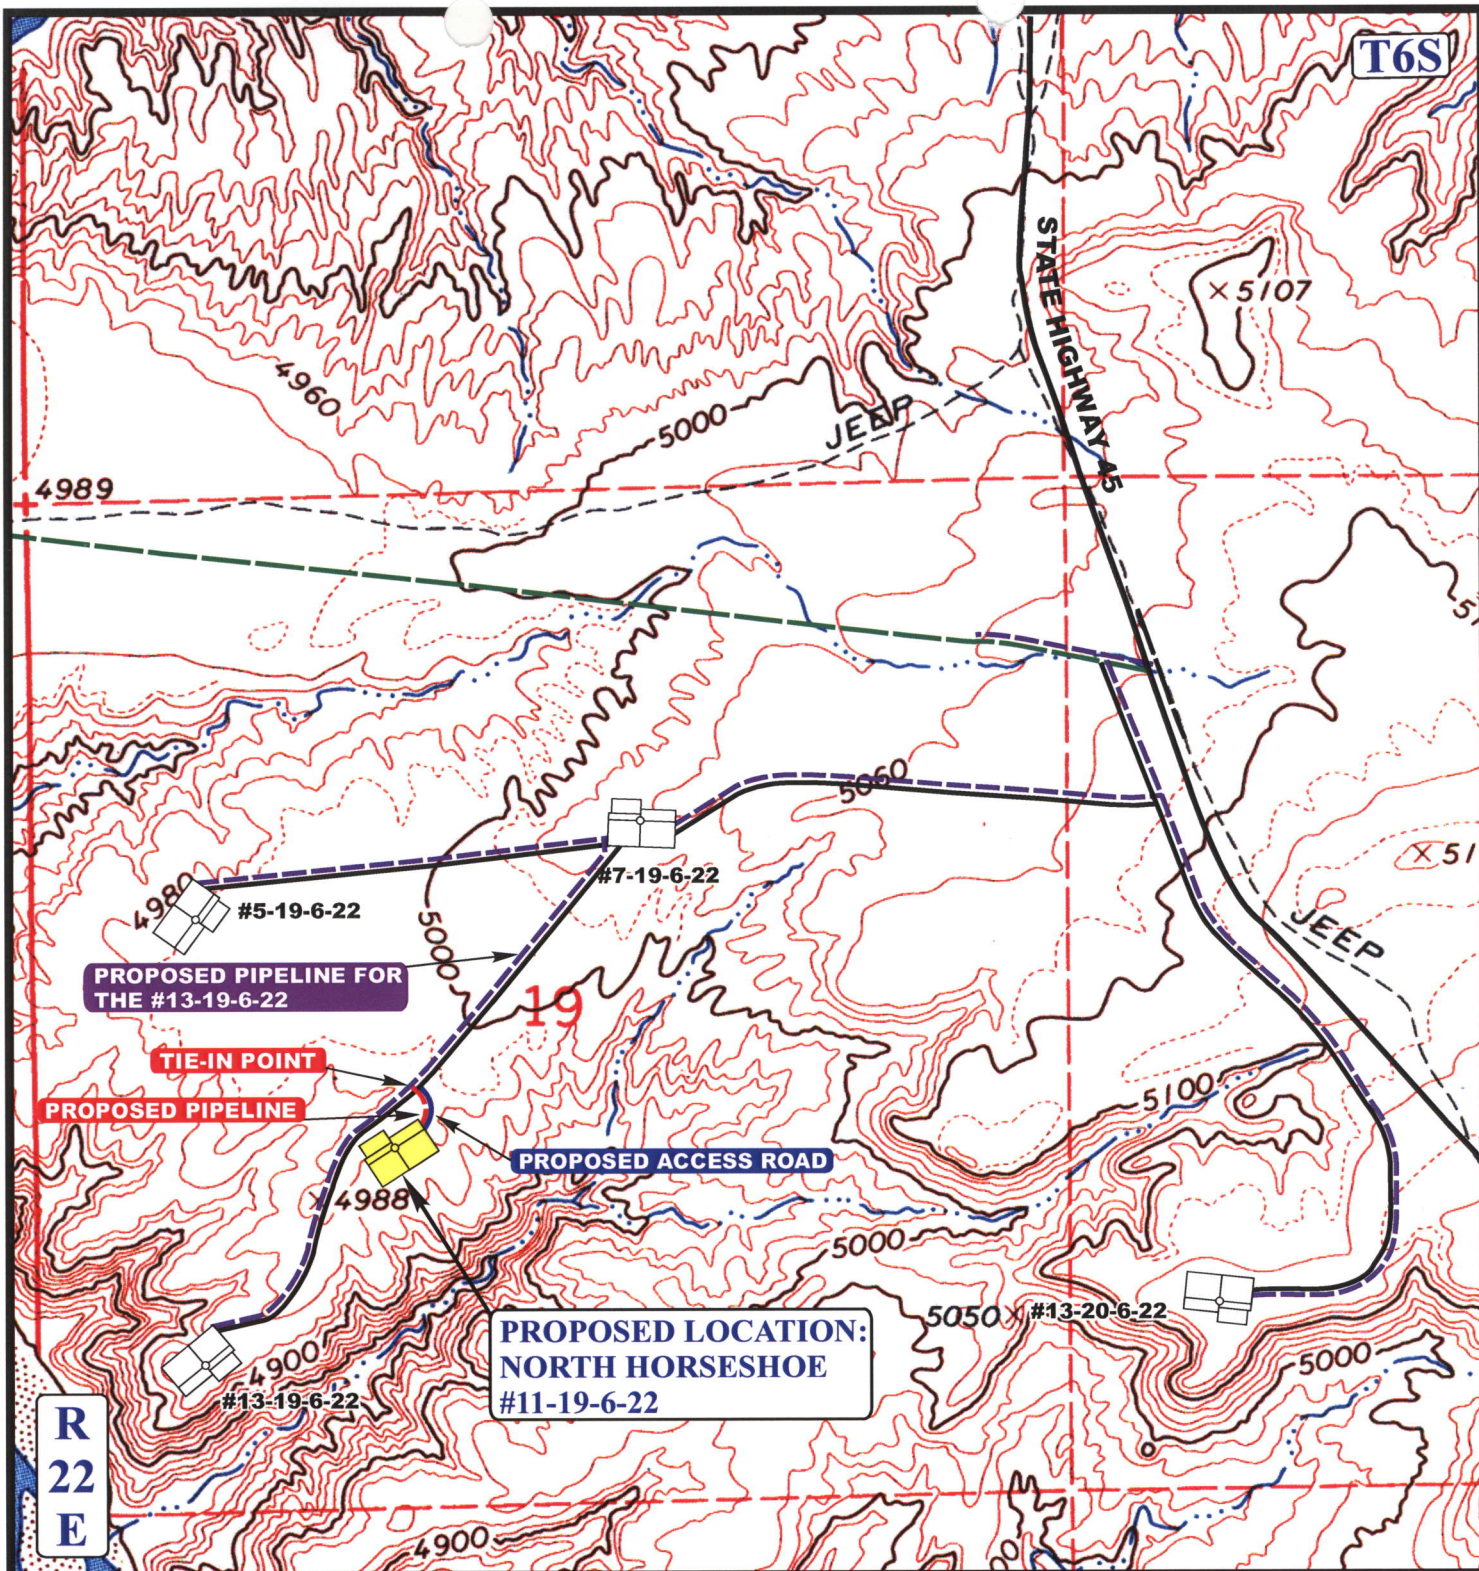 T6S
STATE HIGHWAY 45
×5107
4960
5000
JEEP
4989
5060
×51
#7-19-6-22
4980
#5-19-6-22
5000
JEEP
PROPOSED PIPELINE FOR
THE #13-19-6-22
19
TIE-IN POINT
5100
PROPOSED PIPELINE
PROPOSED ACCESS ROAD
×4988
5000
5050×
#13-20-6-22
PROPOSED LOCATION:
NORTH HORSESHOE
#11-19-6-22
4900
5000
#13-19-6-22
R
22
E
4900